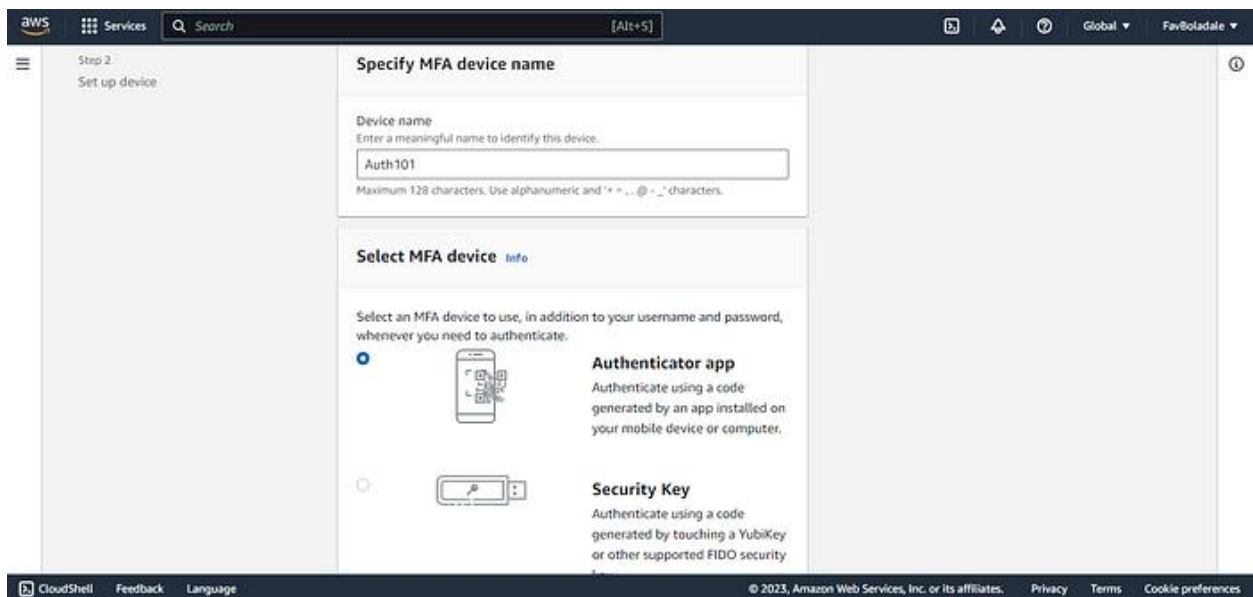 aws
Services
Search
[Alt+S]
Global
FavBoladale
Step 2
Set up device
Specify MFA device name
Device name
Enter a meaningful name to identify this device.
Auth101
Maximum 128 characters. Use alphanumeric and '+ = , . @ - _' characters.
Select MFA device Info
Select an MFA device to use, in addition to your username and password,
whenever you need to authenticate.
Authenticator app
Authenticate using a code
generated by an app installed on
your mobile device or computer.
Security Key
Authenticate using a code
generated by touching a YubiKey
or other supported FIDO security
CloudShell
Feedback
Language
© 2023, Amazon Web Services, Inc. or its affiliates.
Privacy
Terms
Cookie preferences